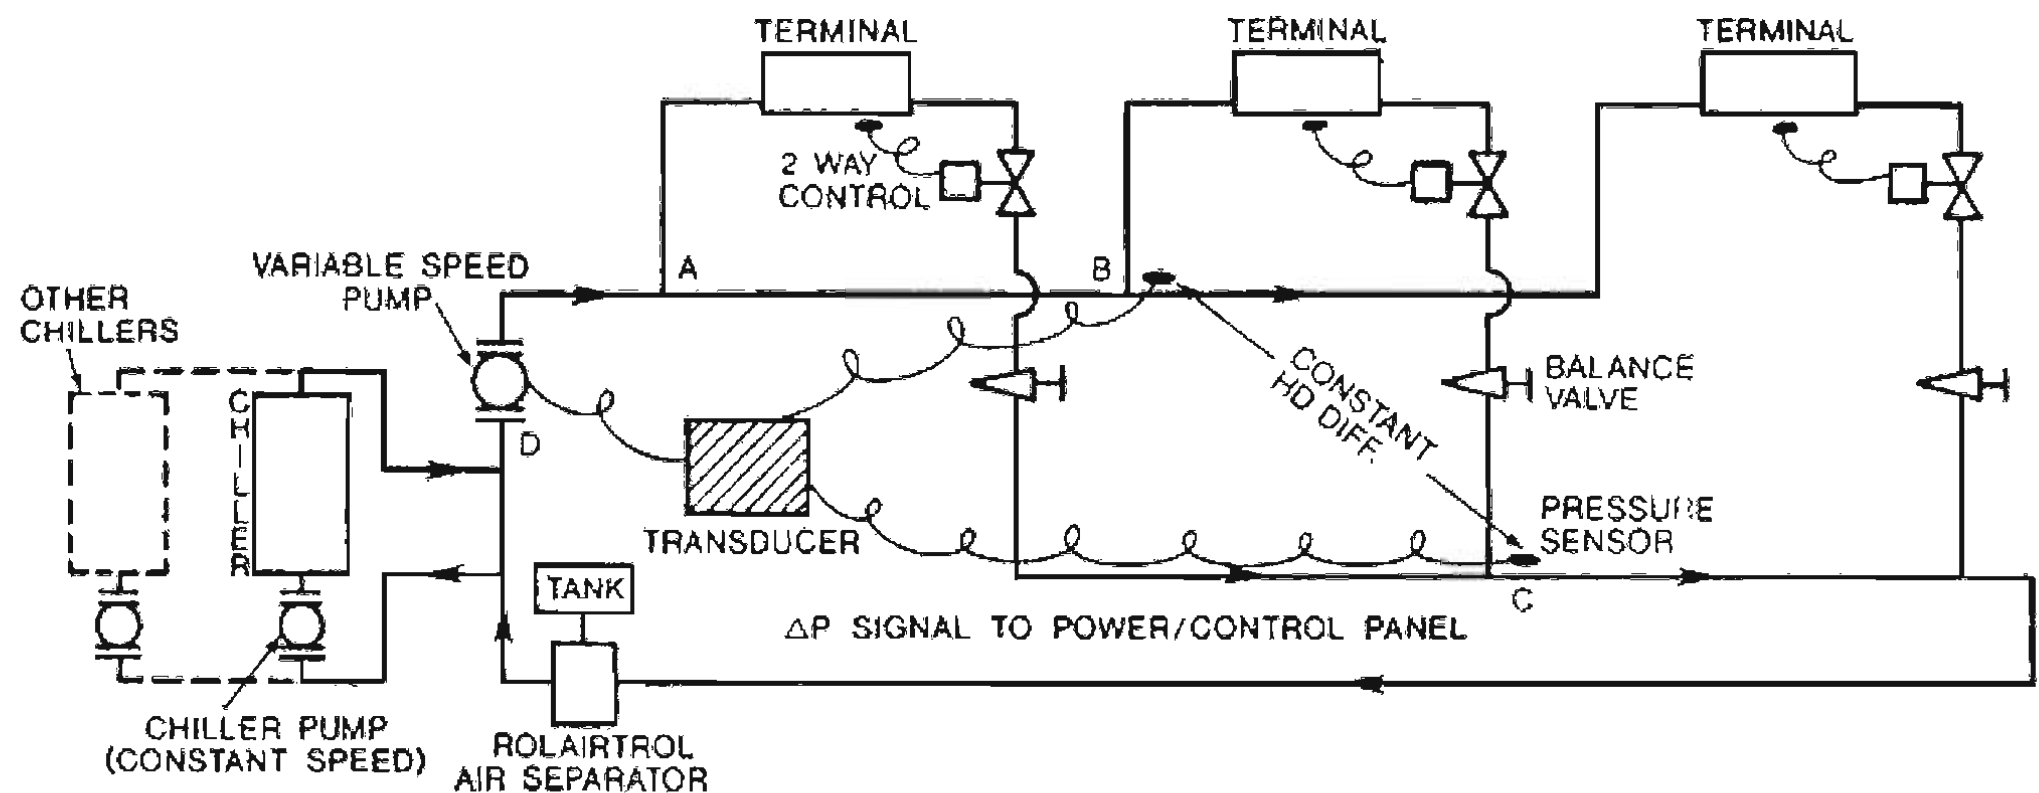 TERMINAL
TERMINAL
TERMINAL
2 WAY
CONTROL
VARIABLE SPEED
PUMP
A
B
OTHER
CHILLERS
CHILLER
D
CONSTANT
HD DIFF.
BALANCE
VALVE
TRANSDUCER
PRESSURE
SENSOR
C
TANK
ΔP SIGNAL TO POWER/CONTROL PANEL
CHILLER PUMP
(CONSTANT SPEED)
ROLAIRTROL
AIR SEPARATOR